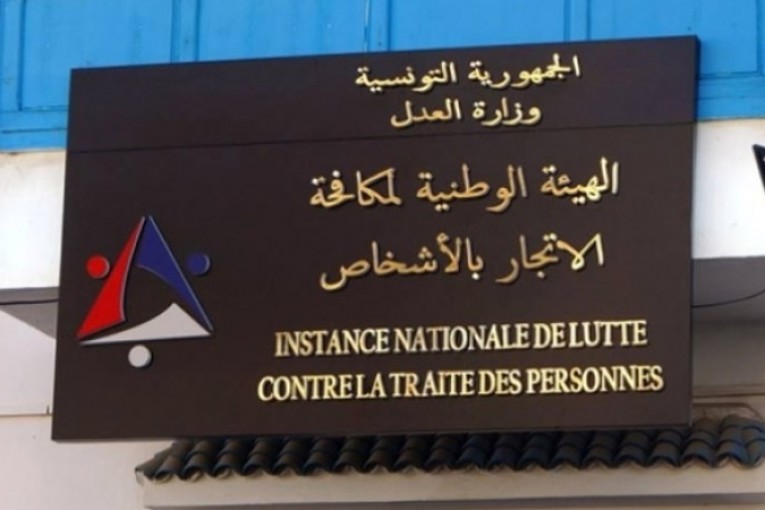 الجمهورية التونسية
وزارة العدل
الهيئة الوطنية لمكافحة
الاتجار بالأشخاص
INSTANCE NATIONALE DE LUTTE
CONTRE LA TRAITE DES PERSONNES